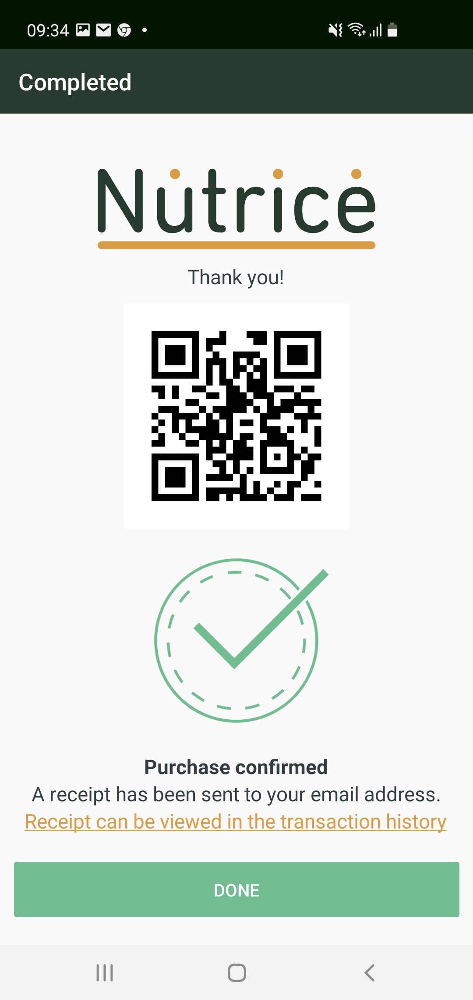 09:34
Completed
Nutrice
Thank you!
Purchase confirmed
A receipt has been sent to your email address.
Receipt can be viewed in the transaction history
DONE